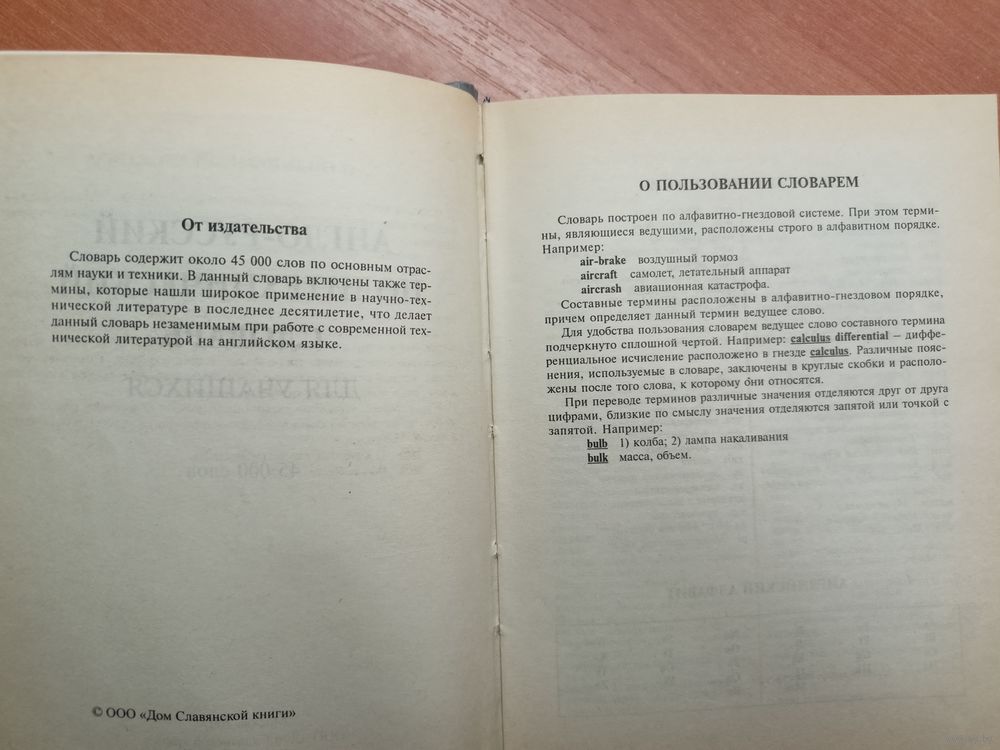 От издательства
Словарь содержит около 45 000 слов по основным отрас-
лям науки и техники. В данный словарь включены также тер-
мины, которые нашли широкое применение в научно-тех-
нической литературе в последнее десятилетие, что делает
данный словарь незаменимым при работе с современной тех-
нической литературой на английском языке.
© ООО «Дом Славянской книги»
О ПОЛЬЗОВАНИИ СЛОВАРЕМ
Словарь построен по алфавитно-гнездовой системе. При этом терми-
ны, являющиеся ведущими, расположены строго в алфавитном порядке.
Например:
air-brake воздушный тормоз
aircraft самолет, летательный аппарат
aircrash авиационная катастрофа.
Составные термины расположены в алфавитно-гнездовом порядке,
причем определяет данный термин ведущее слово.
Для удобства пользования словарем ведущее слово составного термина
подчеркнуто сплошной чертой. Например: calculus differential – диффе-
ренциальное исчисление расположено в гнезде calculus. Различные пояс-
нения, используемые в словаре, заключены в круглые скобки и располо-
жены после того слова, к которому они относятся.
При переводе терминов различные значения отделяются друг от друга
цифрами, близкие по смыслу значения отделяются запятой или точкой с
запятой. Например:
bulb 1) колба; 2) лампа накаливания
bulk масса, объем.